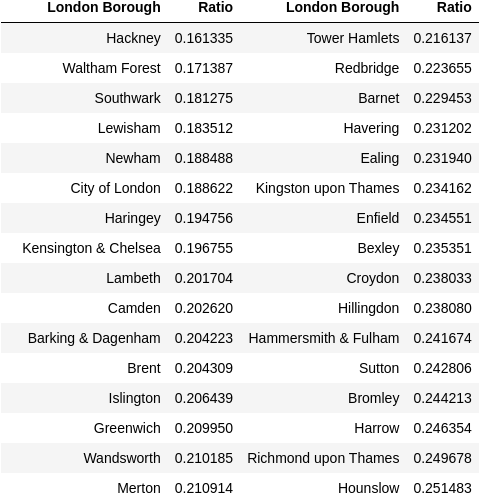 London Borough Ratio London Borough Ratio
Hackney 0.161335 Tower Hamlets 0.216137
Waltham Forest 0.171387 Redbridge 0.223655
Southwark 0.181275 Barnet 0.229453
Lewisham 0.183512 Havering 0.231202
Newham 0.188488 Ealing 0.231940
City of London 0.188622 Kingston upon Thames 0.234162
Haringey 0.194756 Enfield 0.234551
Kensington & Chelsea 0.196755 Bexley 0.235351
Lambeth 0.201704 Croydon 0.238033
Camden 0.202620 Hillingdon 0.238080
Barking & Dagenham 0.204223 Hammersmith & Fulham 0.241674
Brent 0.204309 Sutton 0.242806
Islington 0.206439 Bromley 0.244213
Greenwich 0.209950 Harrow 0.246354
Wandsworth 0.210185 Richmond upon Thames 0.249678
Merton 0.210914 Hounslow 0.251483